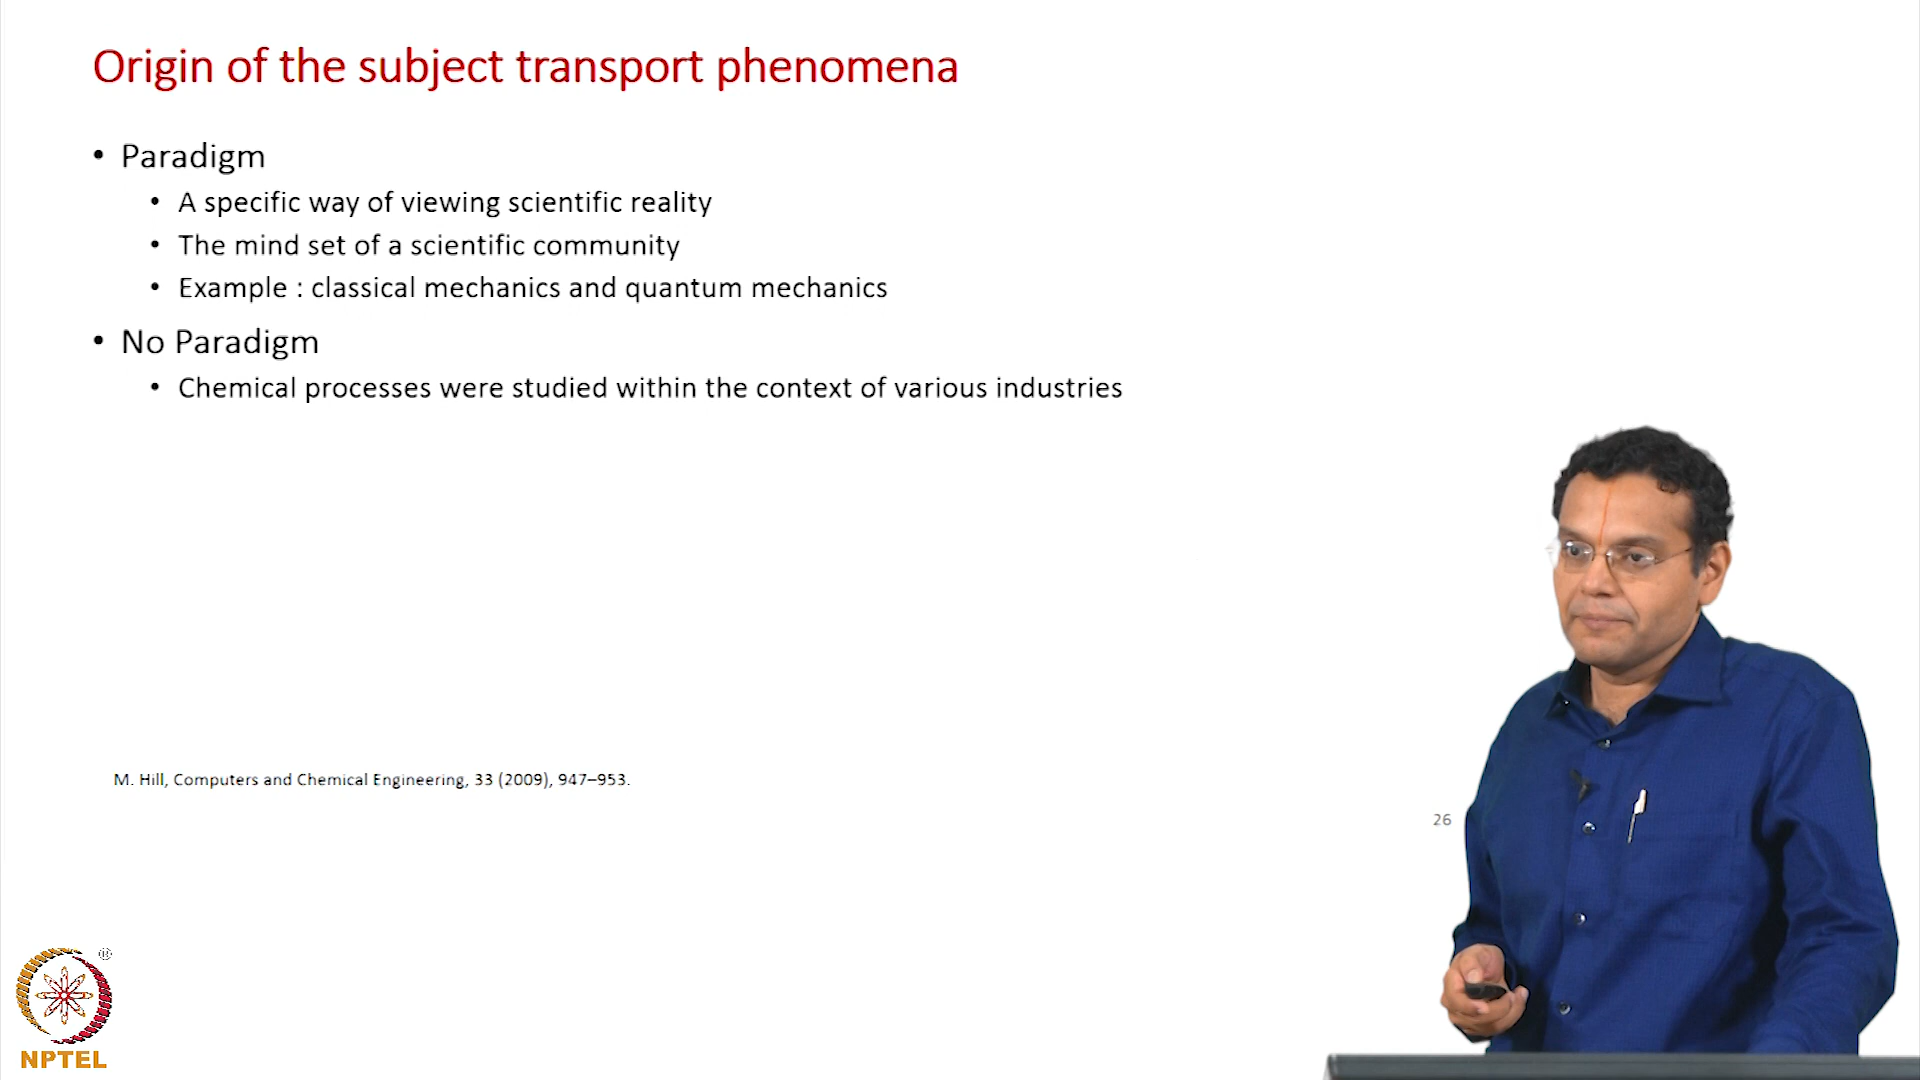 Origin of the subject transport phenomena
• Paradigm
• A specific way of viewing scientific reality
• The mind set of a scientific community
• Example : classical mechanics and quantum mechanics
• No Paradigm
• Chemical processes were studied within the context of various industries
M. Hill, Computers and Chemical Engineering, 33 (2009), 947–953.
26
®
NPTEL